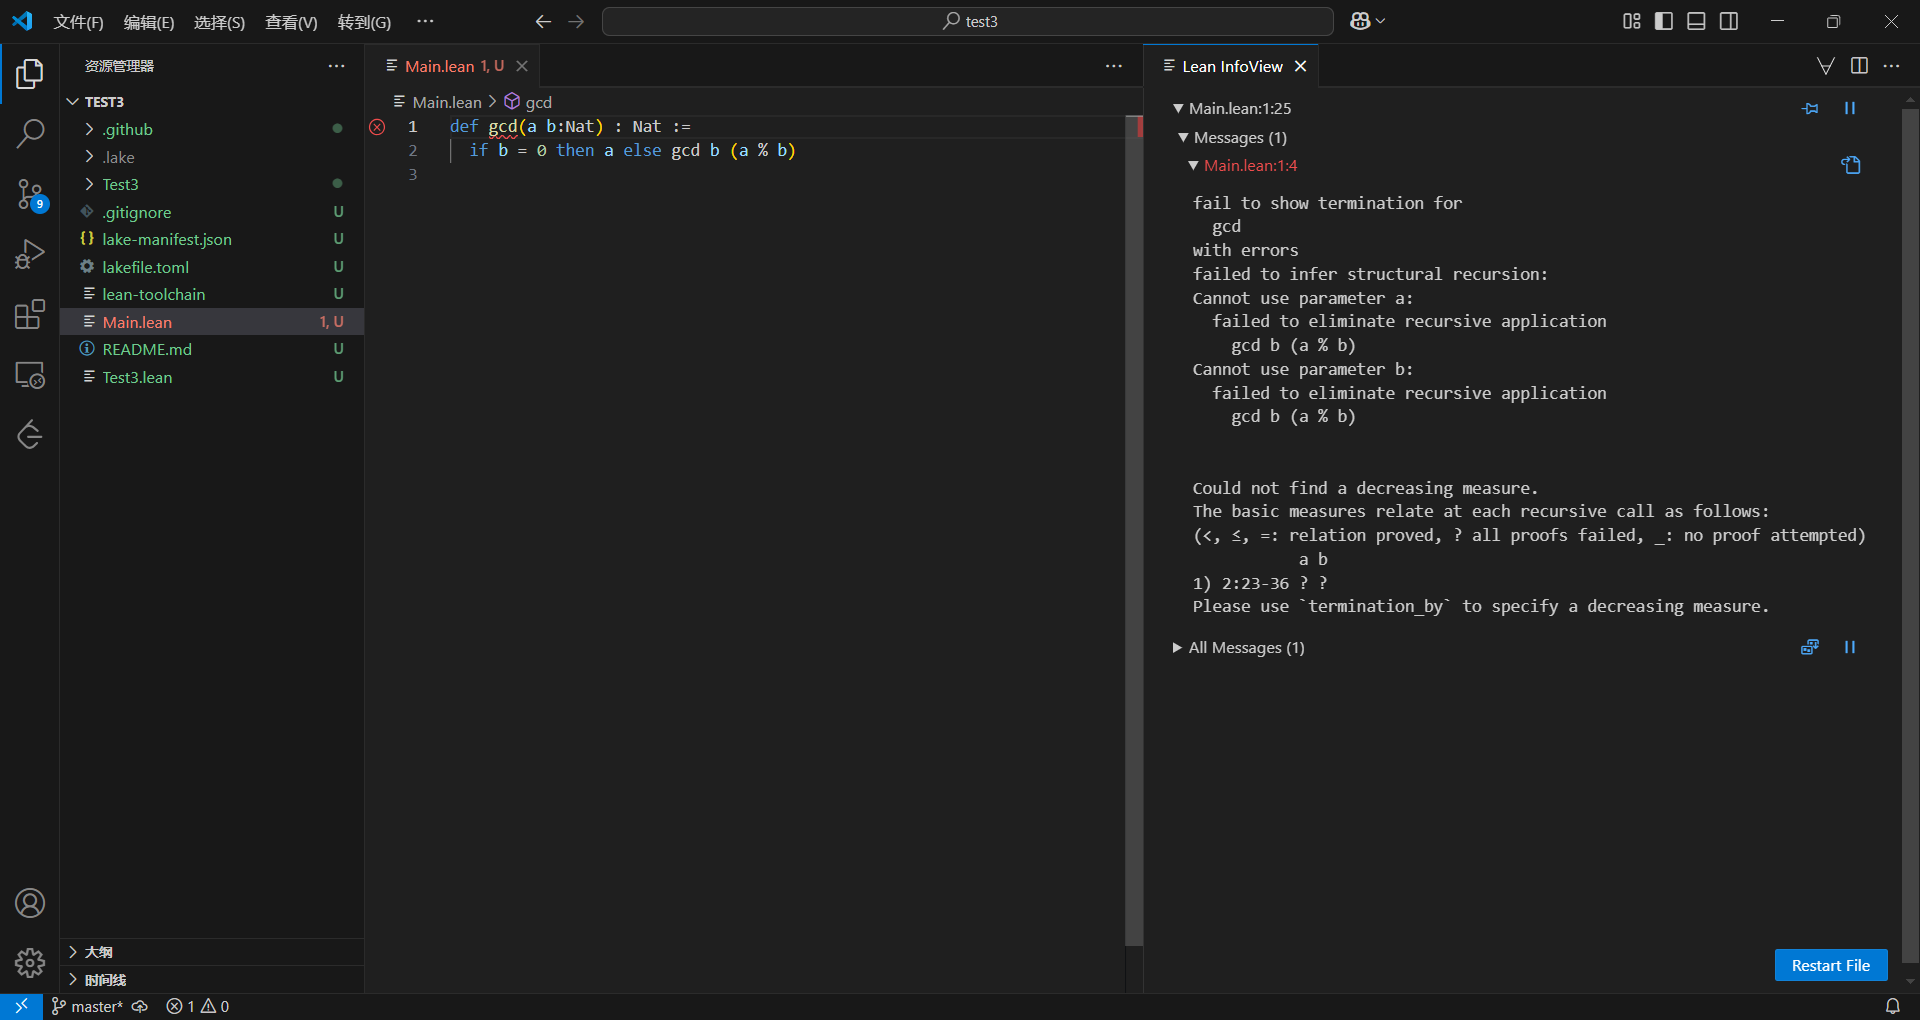 文件(F) 编辑(E) 选择(S) 查看(V) 转到(G) ··· test3
资源管理器 ···
TEST3
.github
.lake
Test3
.gitignore U
lake-manifest.json U
lakefile.toml U
lean-toolchain U
Main.lean 1, U
README.md U
Test3.lean U
9
大纲
时间线
Main.lean 1, U
Main.lean > gcd
1 def gcd(a b:Nat) : Nat :=
2 if b = 0 then a else gcd b (a % b)
3
Lean InfoView
Main.lean:1:25
Messages (1)
Main.lean:1:4
fail to show termination for
gcd
with errors
failed to infer structural recursion:
Cannot use parameter a:
failed to eliminate recursive application
gcd b (a % b)
Cannot use parameter b:
failed to eliminate recursive application
gcd b (a % b)
Could not find a decreasing measure.
The basic measures relate at each recursive call as follows:
(<, ≤, =: relation proved, ? all proofs failed, _: no proof attempted)
a b
1) 2:23-36 ? ?
Please use `termination_by` to specify a decreasing measure.
All Messages (1)
Restart File
master* 1 0